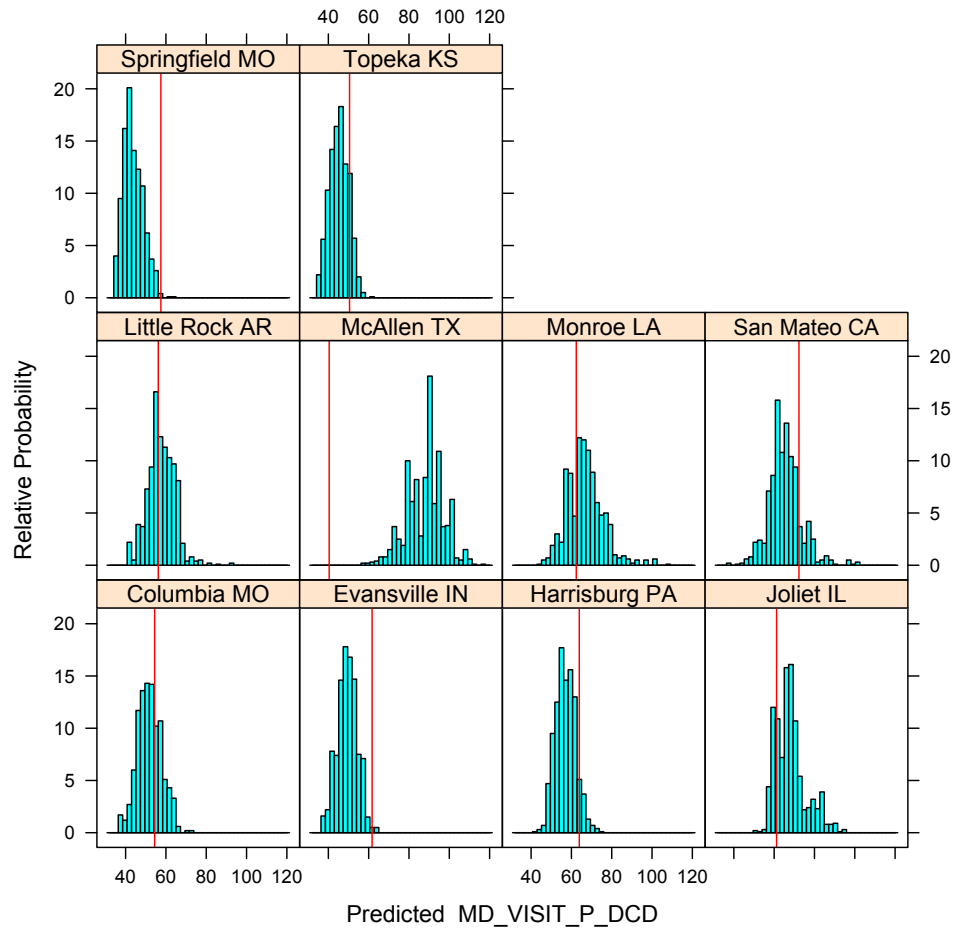 40 60 80 100 120
Springfield MO Topeka KS
20
15
10
5
0
Little Rock AR McAllen TX Monroe LA San Mateo CA
20
15
10
5
0
Relative Probability
Columbia MO Evansville IN Harrisburg PA Joliet IL
20
15
10
5
0
40 60 80 100 120 40 60 80 100 120
Predicted MD_VISIT_P_DCD